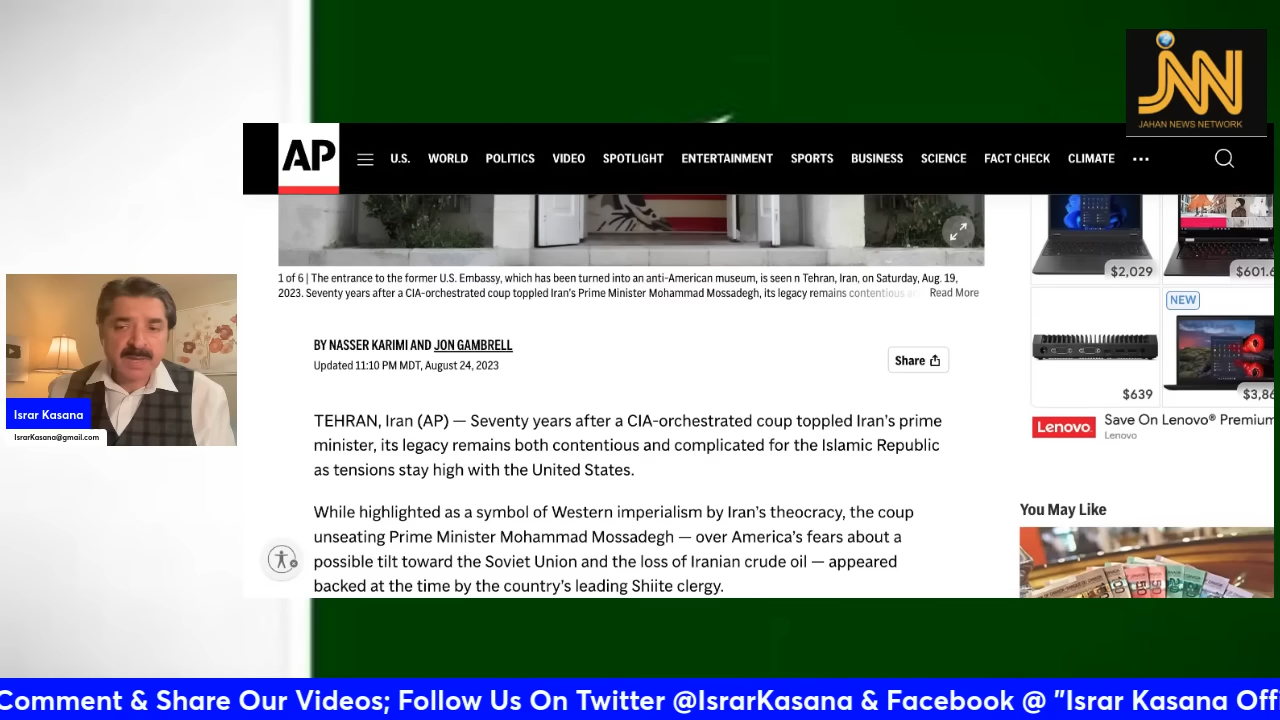 JNN
JAHAN NEWS NETWORK
AP
U.S. WORLD POLITICS VIDEO SPOTLIGHT ENTERTAINMENT SPORTS BUSINESS SCIENCE FACT CHECK CLIMATE •••
1 of 6 | The entrance to the former U.S. Embassy, which has been turned into an anti-American museum, is seen n Tehran, Iran, on Saturday, Aug. 19,
2023. Seventy years after a CIA-orchestrated coup toppled Iran's Prime Minister Mohammad Mossadegh, its legacy remains contentious Read More
BY NASSER KARIMI AND JON GAMBRELL
Updated 11:10 PM MDT, August 24, 2023
Share
TEHRAN, Iran (AP) — Seventy years after a CIA-orchestrated coup toppled Iran's prime
minister, its legacy remains both contentious and complicated for the Islamic Republic
as tensions stay high with the United States.
While highlighted as a symbol of Western imperialism by Iran's theocracy, the coup
unseating Prime Minister Mohammad Mossadegh — over America's fears about a
possible tilt toward the Soviet Union and the loss of Iranian crude oil — appeared
backed at the time by the country's leading Shiite clergy.
$2,029
$601.6
NEW
$639
$3,86
Lenovo
Save On Lenovo® Premium
Lenovo
You May Like
Israr Kasana
IsrarKasana@gmail.com
Comment & Share Our Videos; Follow Us On Twitter @IsrarKasana & Facebook @ "Israr Kasana Off